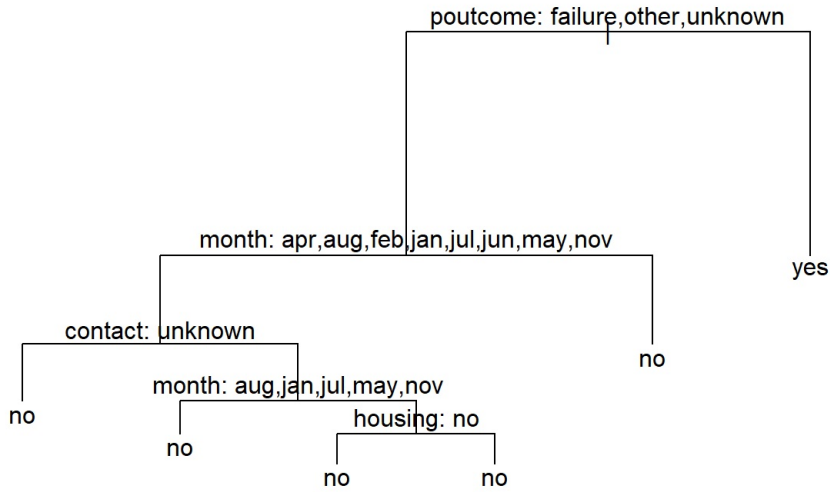 poutcome: failure,other,unknown
month: apr,aug,feb,jan,jul,jun,may,nov
yes
contact: unknown
no
month: aug,jan,jul,may,nov
no
housing: no
no
no
no